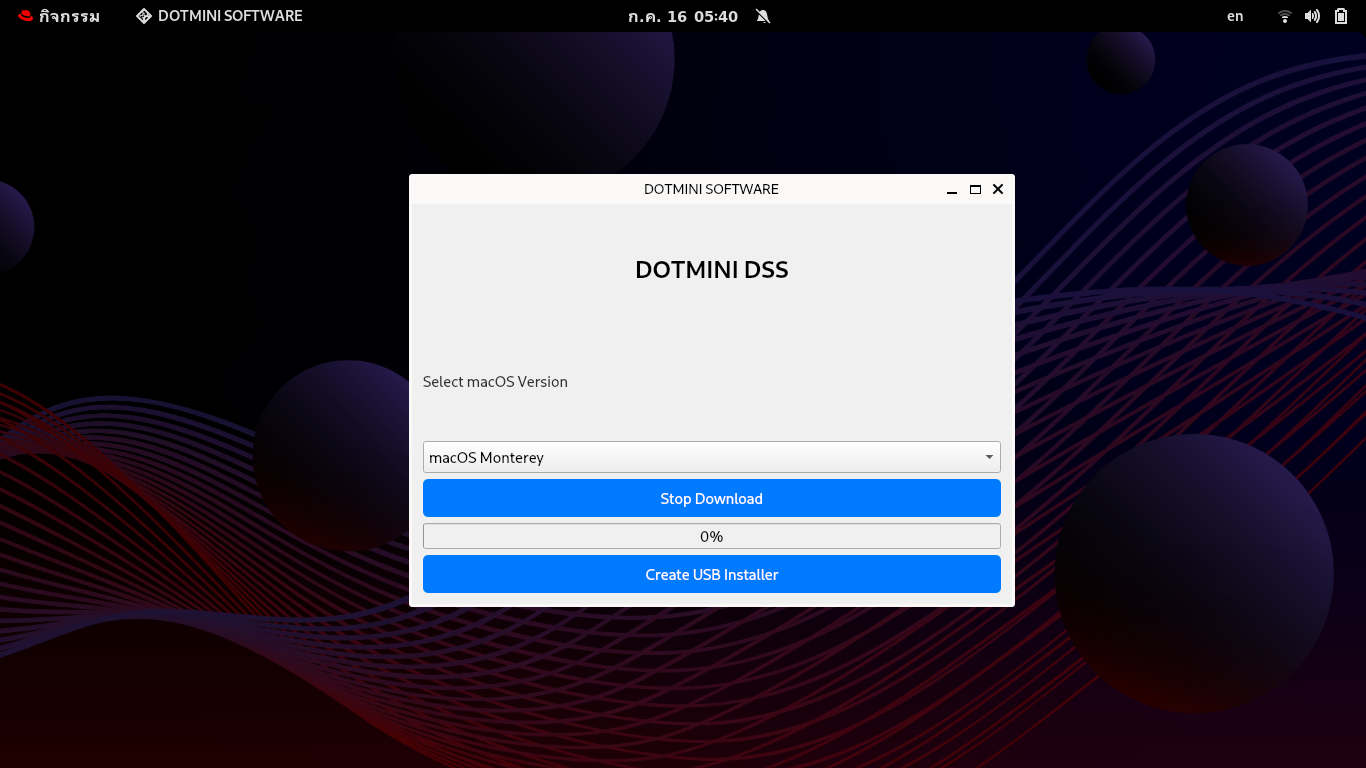 กิจกรรม DOTMINI SOFTWARE ก.ค. 16 05:40 en
DOTMINI SOFTWARE
DOTMINI DSS
Select macOS Version
macOS Monterey
Stop Download
0%
Create USB Installer